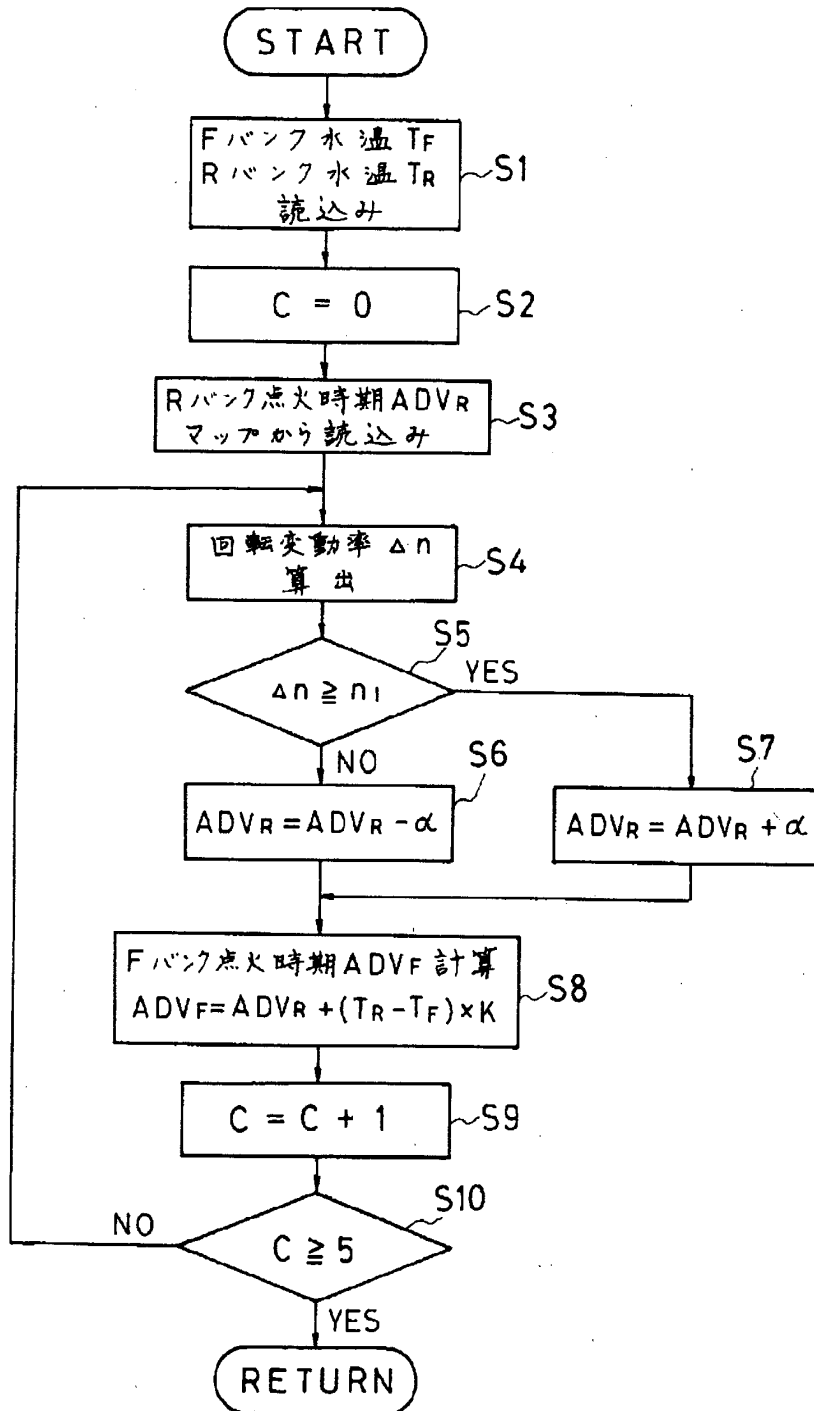 START
Fバンク水温 TF
Rバンク水温 TR
読込み
S1
C = 0
S2
Rバンク点火時期ADVR
マップから読込み
S3
回転変動率 Δn
算出
S4
S5
Δn ≧ n1
YES
NO
S6
ADVR = ADVR - α
S7
ADVR = ADVR + α
Fバンク点火時期ADVF計算
ADVF = ADVR + (TR - TF) × K
S8
C = C + 1
S9
S10
NO
C ≧ 5
YES
RETURN